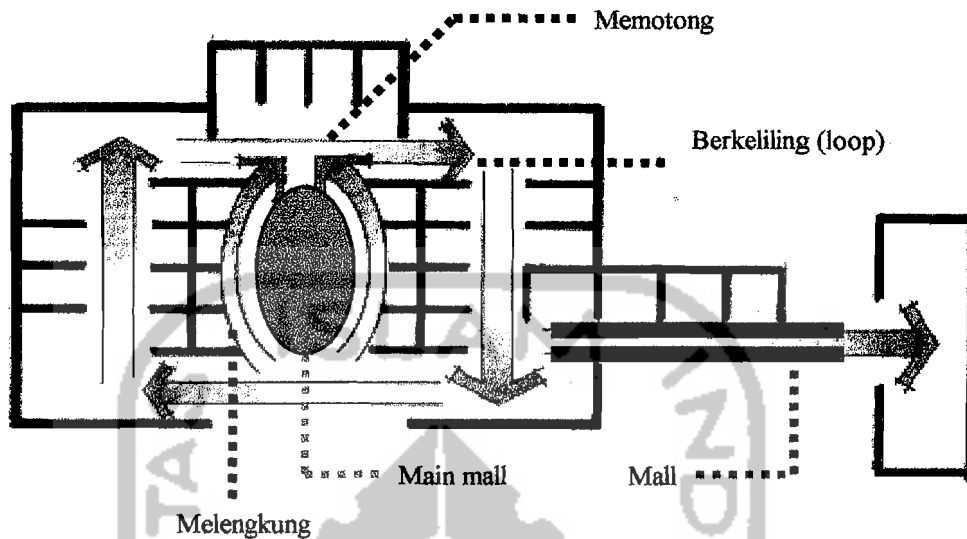 Memotong
Berkeliling (loop)
Main mall
Mall
Melengkung